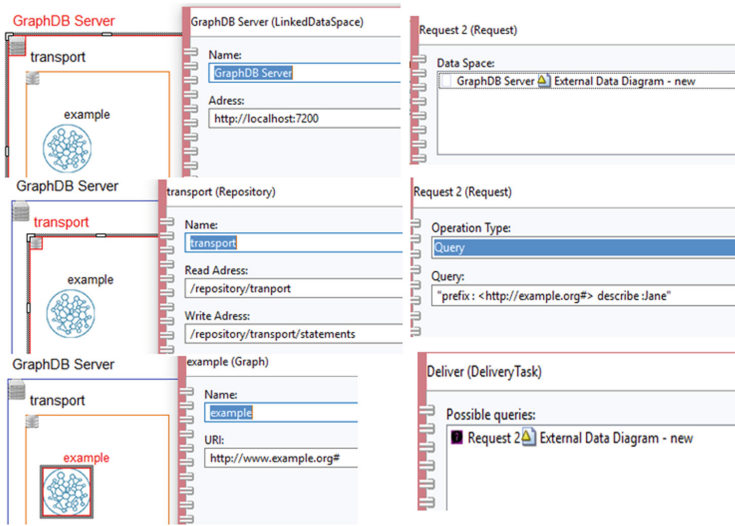 GraphDB Server
transport
example
GraphDB Server (LinkedDataSpace)
Name:
GraphDB Server
Adress:
http://localhost:7200
Request 2 (Request)
Data Space:
GraphDB Server External Data Diagram - new
GraphDB Server
transport
example
transport (Repository)
Name:
transport
Read Adress:
/repository/tranport
Write Adress:
/repository/transport/statements
Request 2 (Request)
Operation Type:
Query
Query:
"prefix : <http://example.org#> describe :Jane"
GraphDB Server
transport
example
example (Graph)
Name:
example
URI:
http://www.example.org#
Deliver (DeliveryTask)
Possible queries:
Request 2 External Data Diagram - new